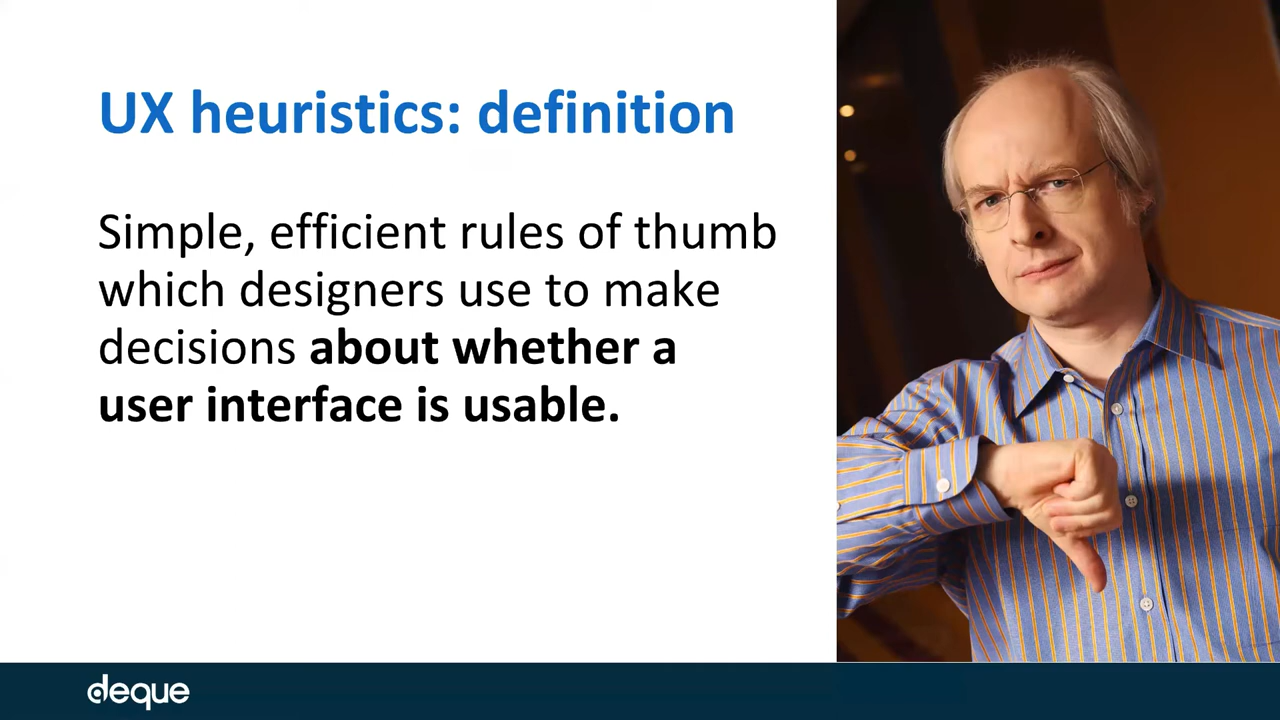 UX heuristics: definition
Simple, efficient rules of thumb
which designers use to make
decisions about whether a
user interface is usable.
deque